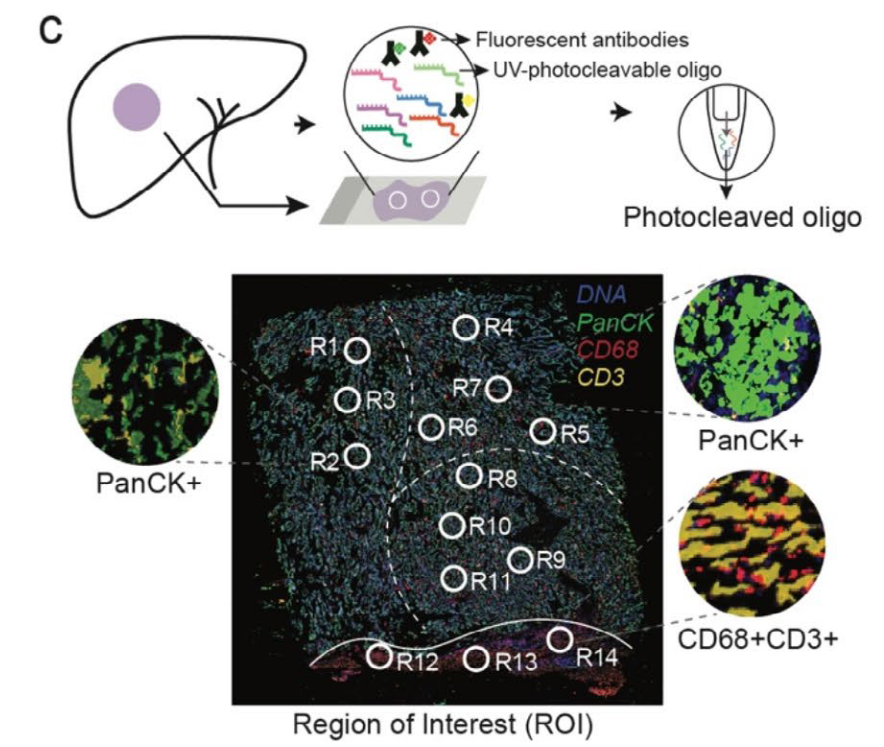 C
Fluorescent antibodies
UV-photocleavable oligo
Photocleaved oligo
DNA
PanCK
CD68
CD3
R1
R4
R3
R7
R6
R5
R2
R8
R10
R9
R11
R12
R13
R14
PanCK+
PanCK+
CD68+CD3+
Region of Interest (ROI)